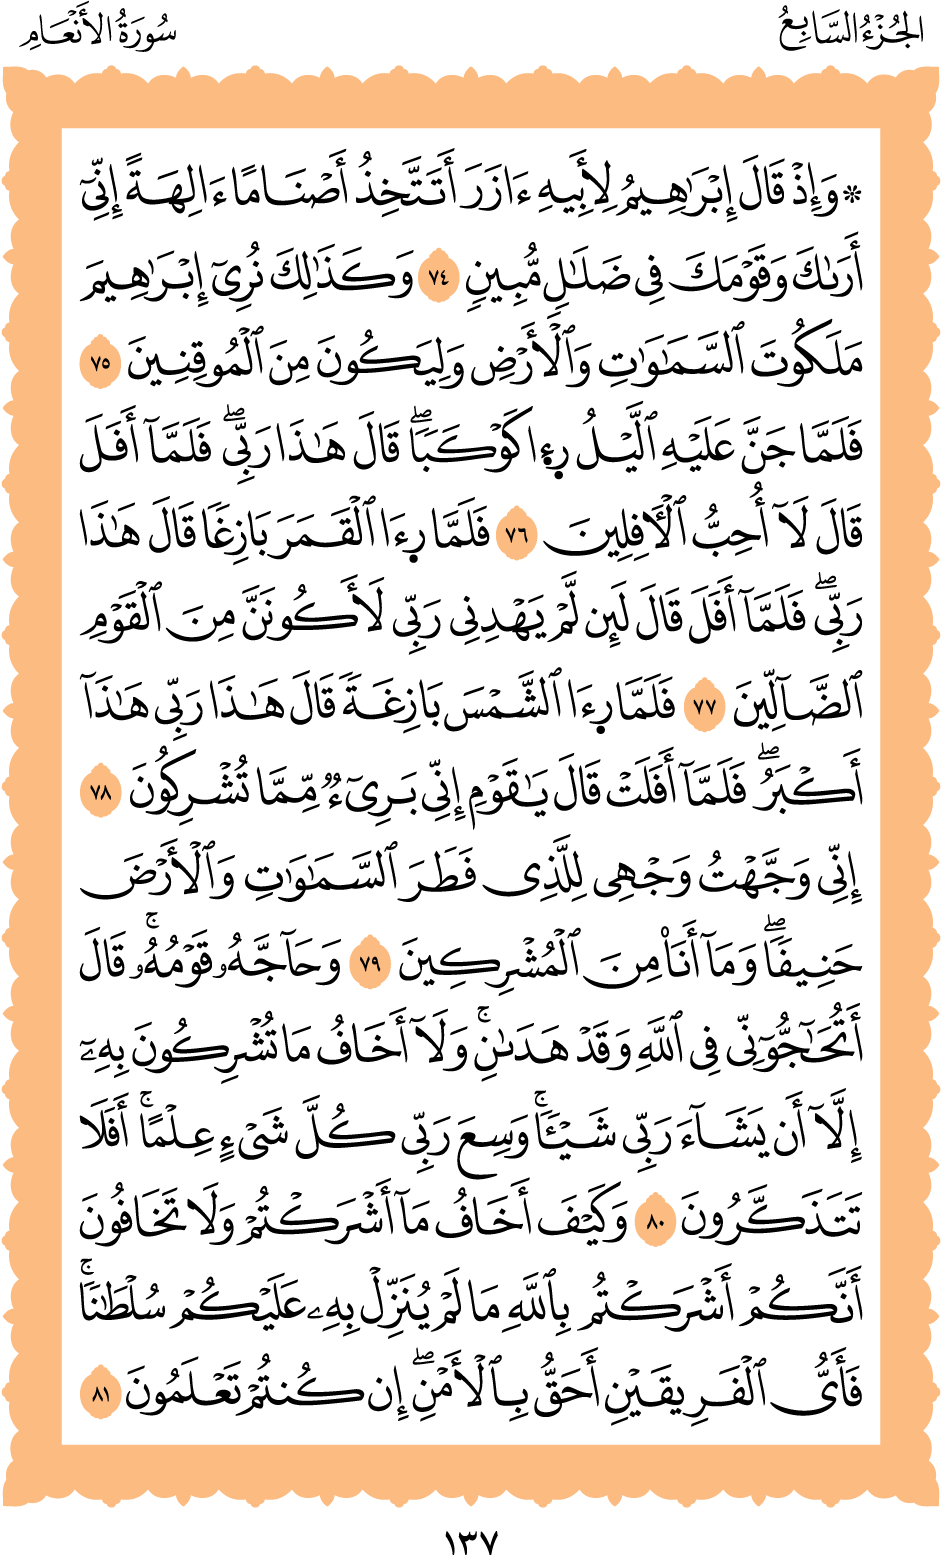 الجُزْءُ السَّابِعُ
سُورَةُ الأَنْعَامِ
۞ وَإِذْ قَالَ إِبْرَٰهِيمُ لِأَبِيهِ ءَازَرَ أَتَتَّخِذُ أَصْنَامًا ءَالِهَةً إِنِّيٓ
أَرَىٰكَ وَقَوْمَكَ فِى ضَلَٰلٖ مُّبِينٖ ٧٤ وَكَذَٰلِكَ نُرِيٓ إِبْرَٰهِيمَ
مَلَكُوتَ ٱلسَّمَٰوَٰتِ وَٱلْأَرْضِ وَلِيَكُونَ مِنَ ٱلْمُوقِنِينَ ٧٥
فَلَمَّا جَنَّ عَلَيْهِ ٱلَّيْلُ رِءٜا كَوْكَبٗاۖ قَالَ هَٰذَا رَبِّيۖ فَلَمَّآ أَفَلَ
قَالَ لَآ أُحِبُّ ٱلْأٓفِلِينَ ٧٦ فَلَمَّا رِءَا ٱلْقَمَرَ بَازِغٗا قَالَ هَٰذَا
رَبِّيۖ فَلَمَّآ أَفَلَ قَالَ لَئِن لَّمْ يَهْدِنِى رَبِّى لَأَكُونَنَّ مِنَ ٱلْقَوْمِ
ٱلضَّآلِّينَ ٧٧ فَلَمَّا رِءَا ٱلشَّمْسَ بَازِغَةٗ قَالَ هَٰذَا رَبِّى هَٰذَآ
أَكْبَرُۖ فَلَمَّآ أَفَلَتْ قَالَ يَٰقَوْمِ إِنِّى بَرِىٓءٞ مِّمَّا تُشْرِكُونَ ٧٨
إِنِّى وَجَّهْتُ وَجْهِى لِلَّذِى فَطَرَ ٱلسَّمَٰوَٰتِ وَٱلْأَرْضَ
حَنِيفٗاۖ وَمَآ أَنَا۠ مِنَ ٱلْمُشْرِكِينَ ٧٩ وَحَآجَّهُۥ قَوْمُهُۥۚ قَالَ
أَتُحَٰٓجُّوٓنِّى فِى ٱللَّهِ وَقَدْ هَدَىٰنِۚ وَلَآ أَخَافُ مَا تُشْرِكُونَ بِهِۦٓ
إِلَّآ أَن يَشَآءَ رَبِّى شَيْـٔٗاۚ وَسِعَ رَبِّى كُلَّ شَىْءٍ عِلْمًاۚ أَفَلَا
تَتَذَكَّرُونَ ٨٠ وَكَيْفَ أَخَافُ مَآ أَشْرَكْتُمْ وَلَا تَخَافُونَ
أَنَّكُمْ أَشْرَكْتُم بِٱللَّهِ مَا لَمْ يُنَزِّلْ بِهِۦ عَلَيْكُمْ سُلْطَٰنٗاۚ
فَأَىُّ ٱلْفَرِيقَيْنِ أَحَقُّ بِٱلْأَمْنِۖ إِن كُنتُمْ تَعْلَمُونَ ٨١
١٣٧